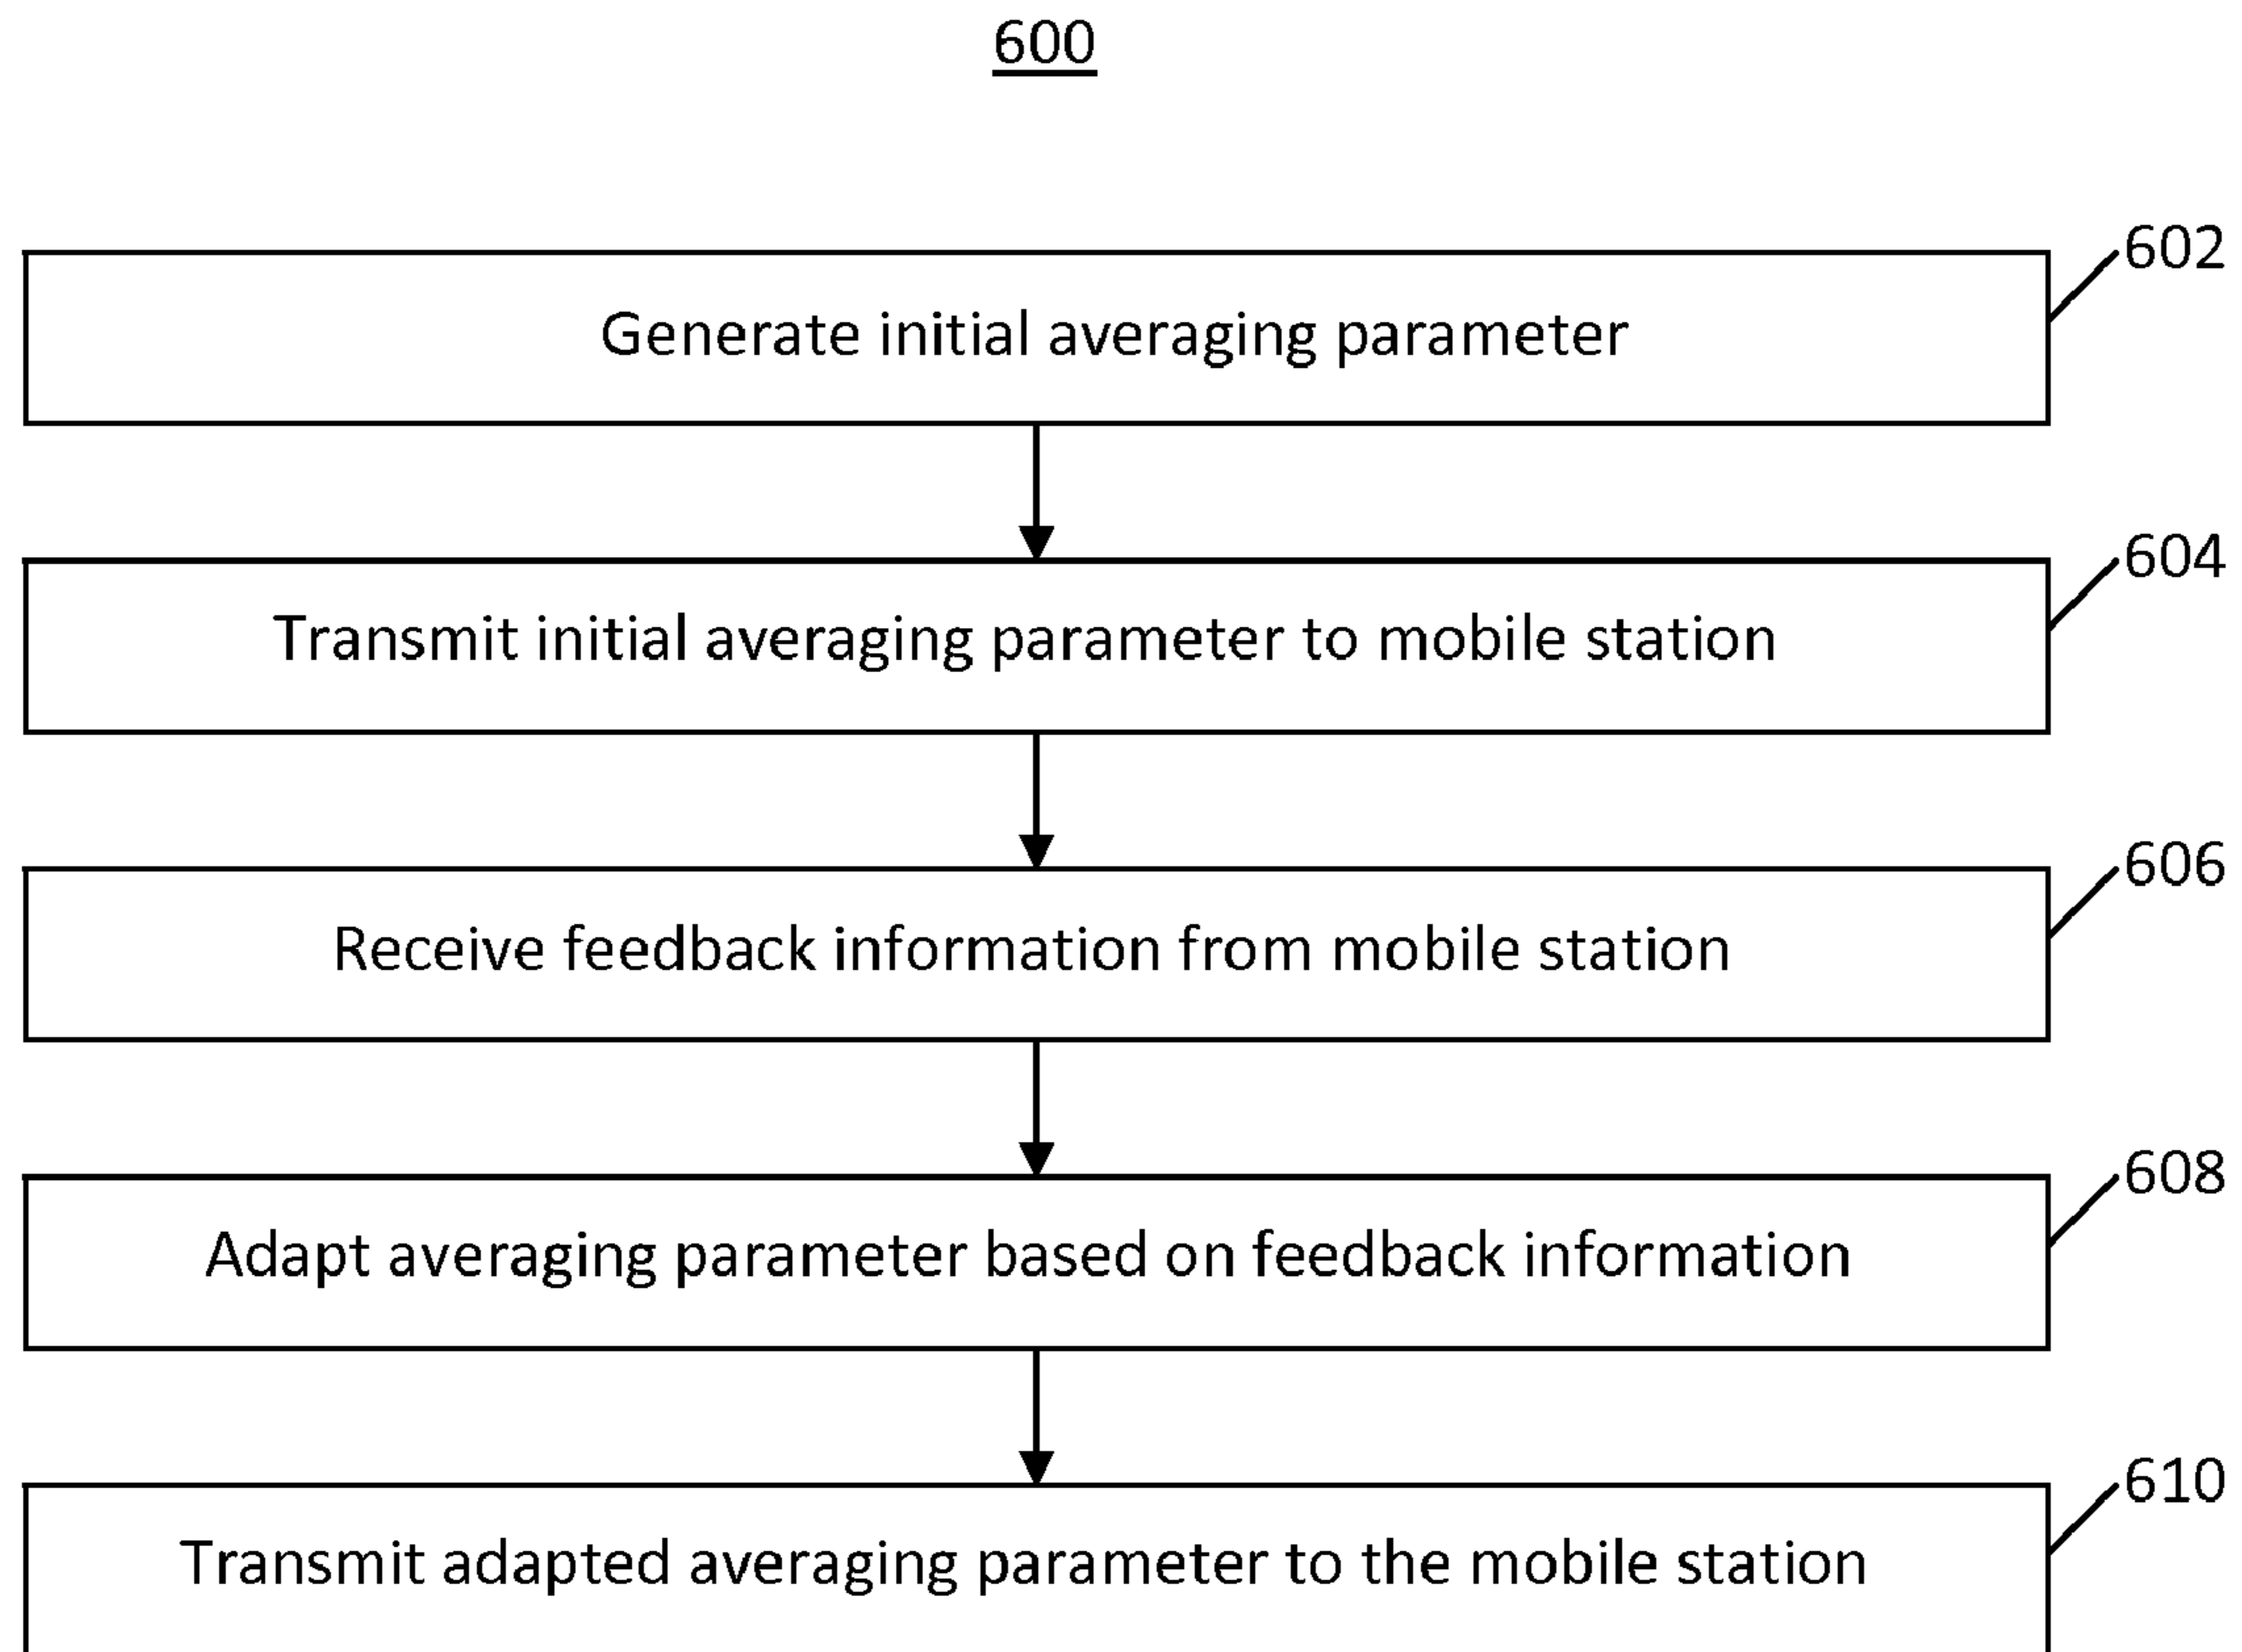 600
602
Generate initial averaging parameter
604
Transmit initial averaging parameter to mobile station
606
Receive feedback information from mobile station
608
Adapt averaging parameter based on feedback information
610
Transmit adapted averaging parameter to the mobile station